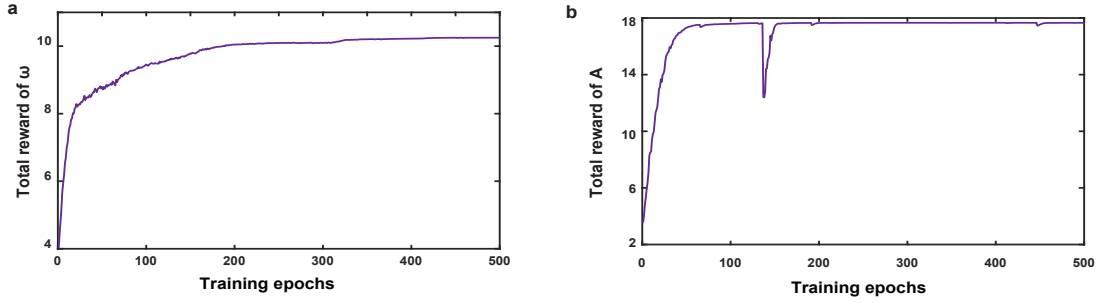 a
Total reward of ω
10
8
6
4
0 100 200 300 400 500
Training epochs
b
Total reward of A
18
14
10
6
2
0 100 200 300 400 500
Training epochs